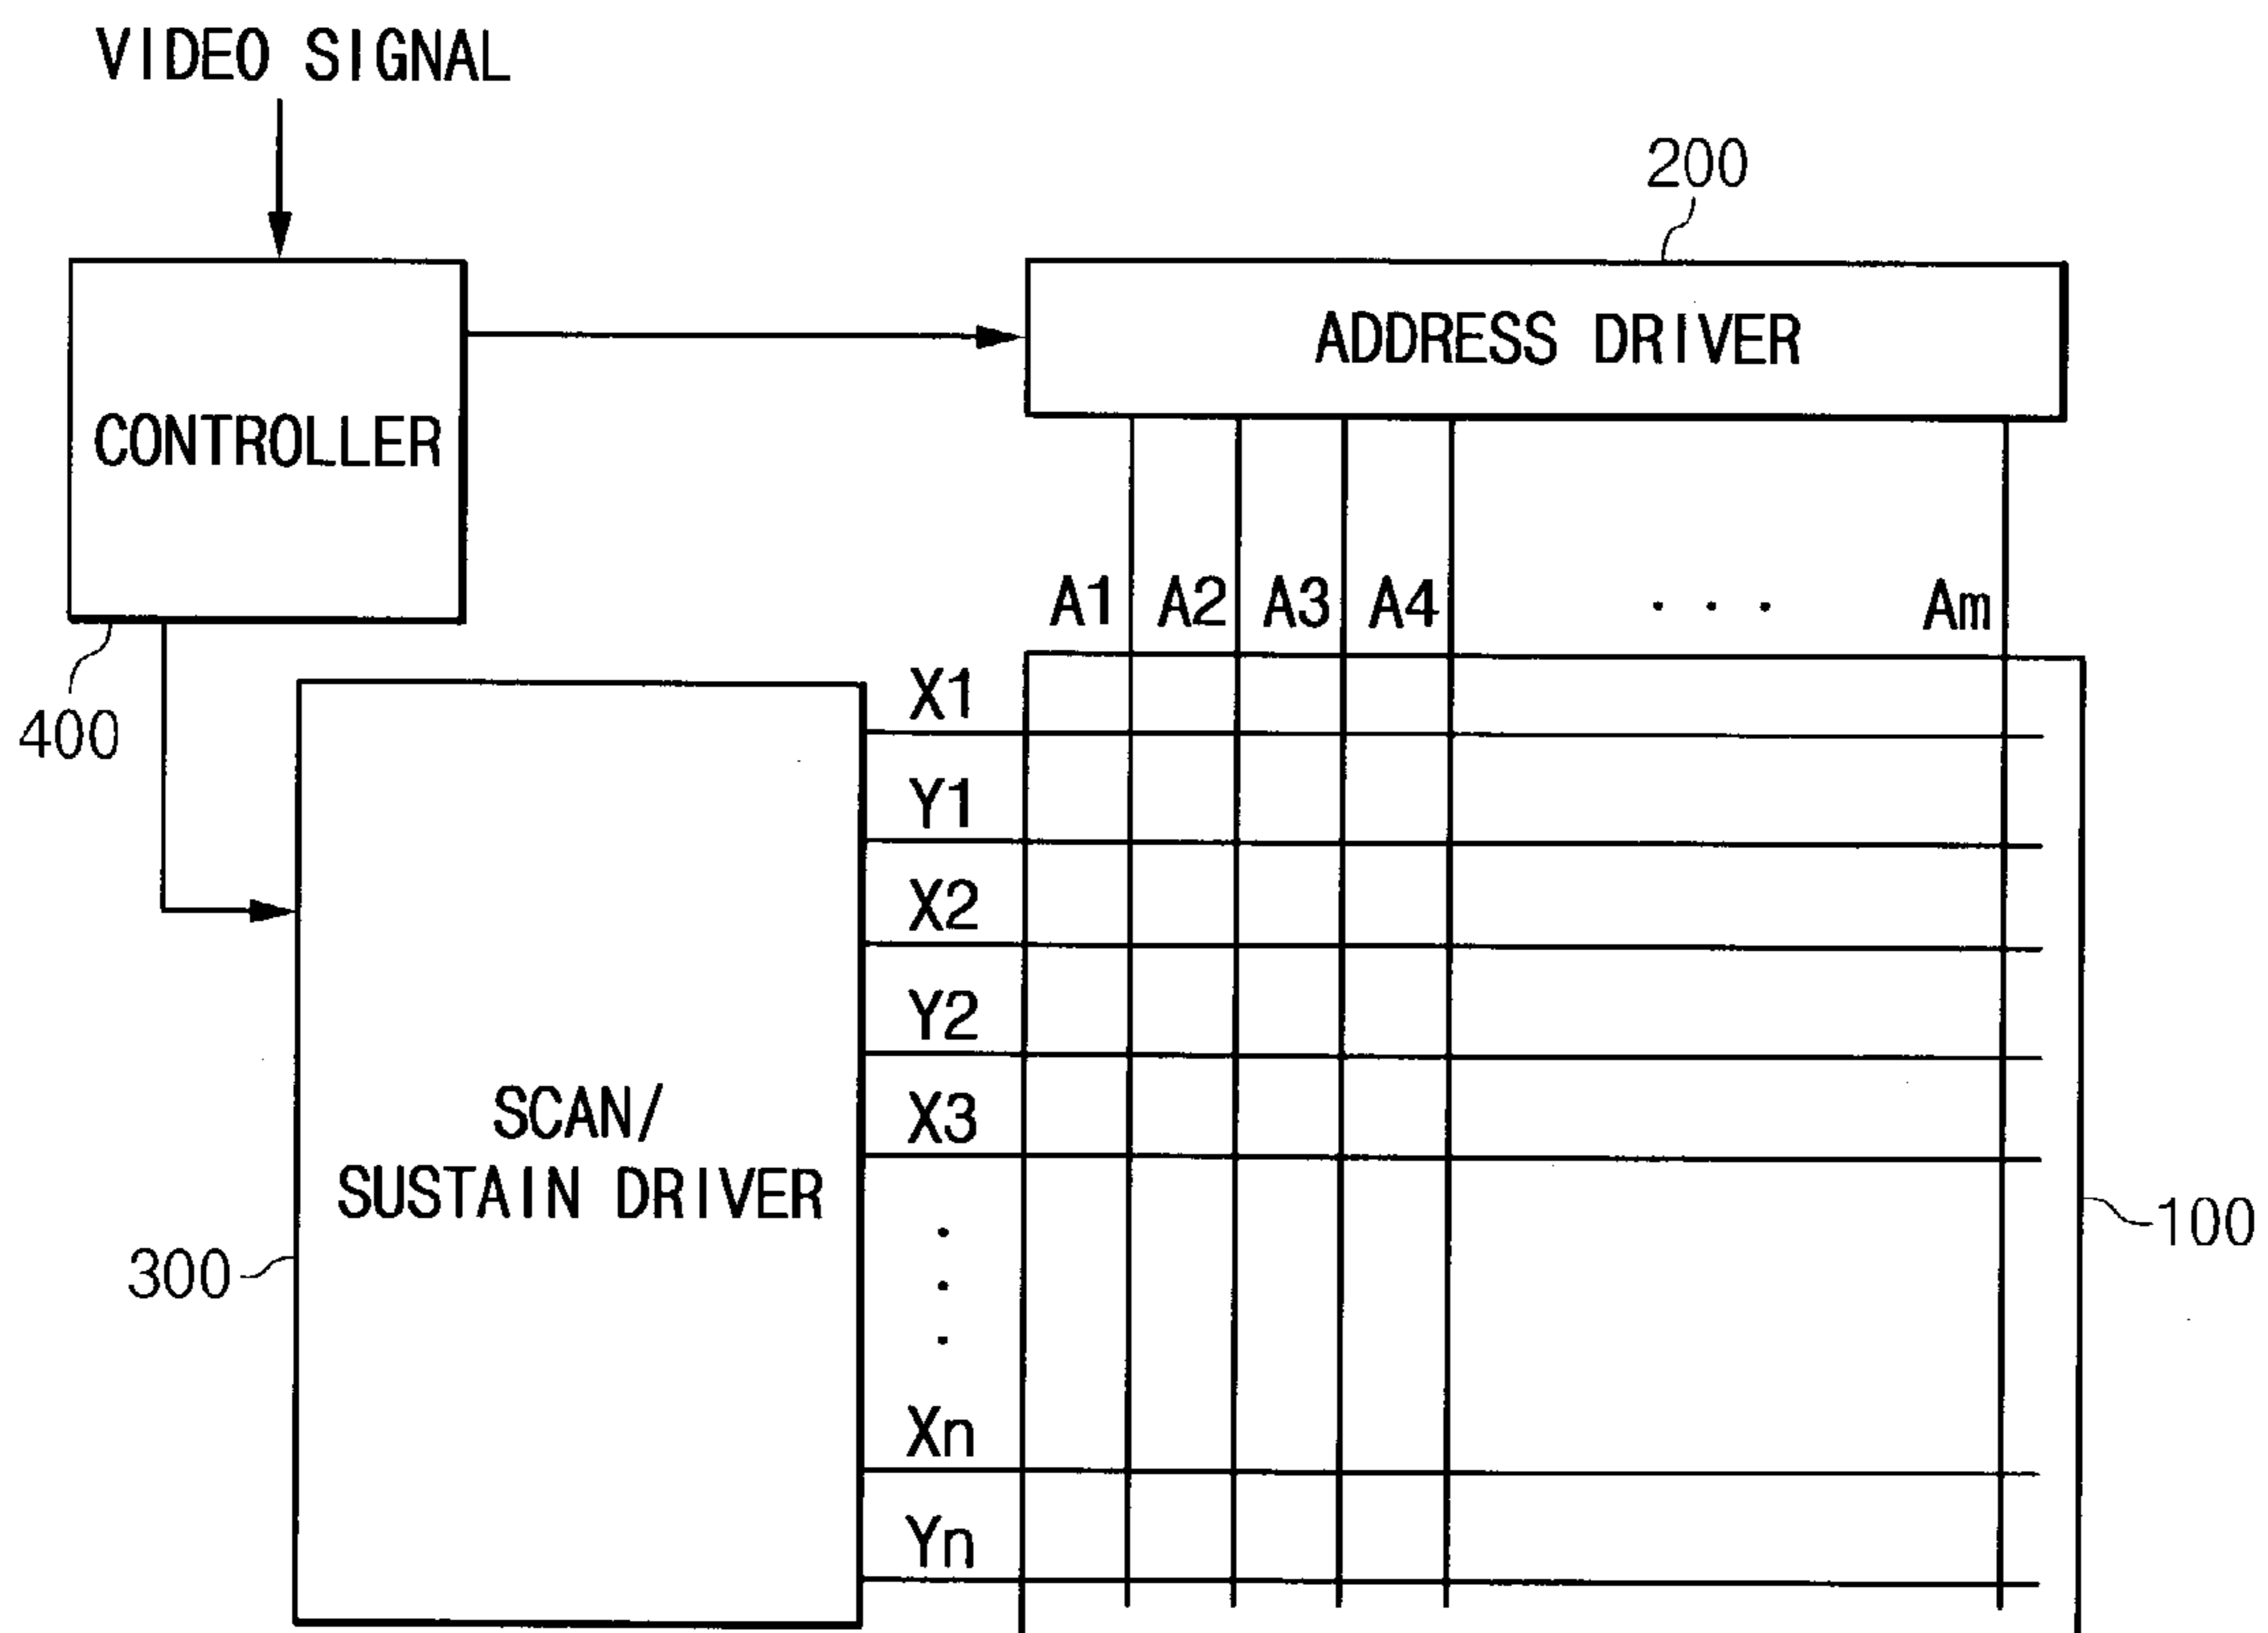 VIDEO SIGNAL
200
ADDRESS DRIVER
CONTROLLER
A1 A2 A3 A4 . . . Am
400
X1
Y1
X2
Y2
X3
SCAN/
SUSTAIN DRIVER
100
300
.
.
.
Xn
Yn